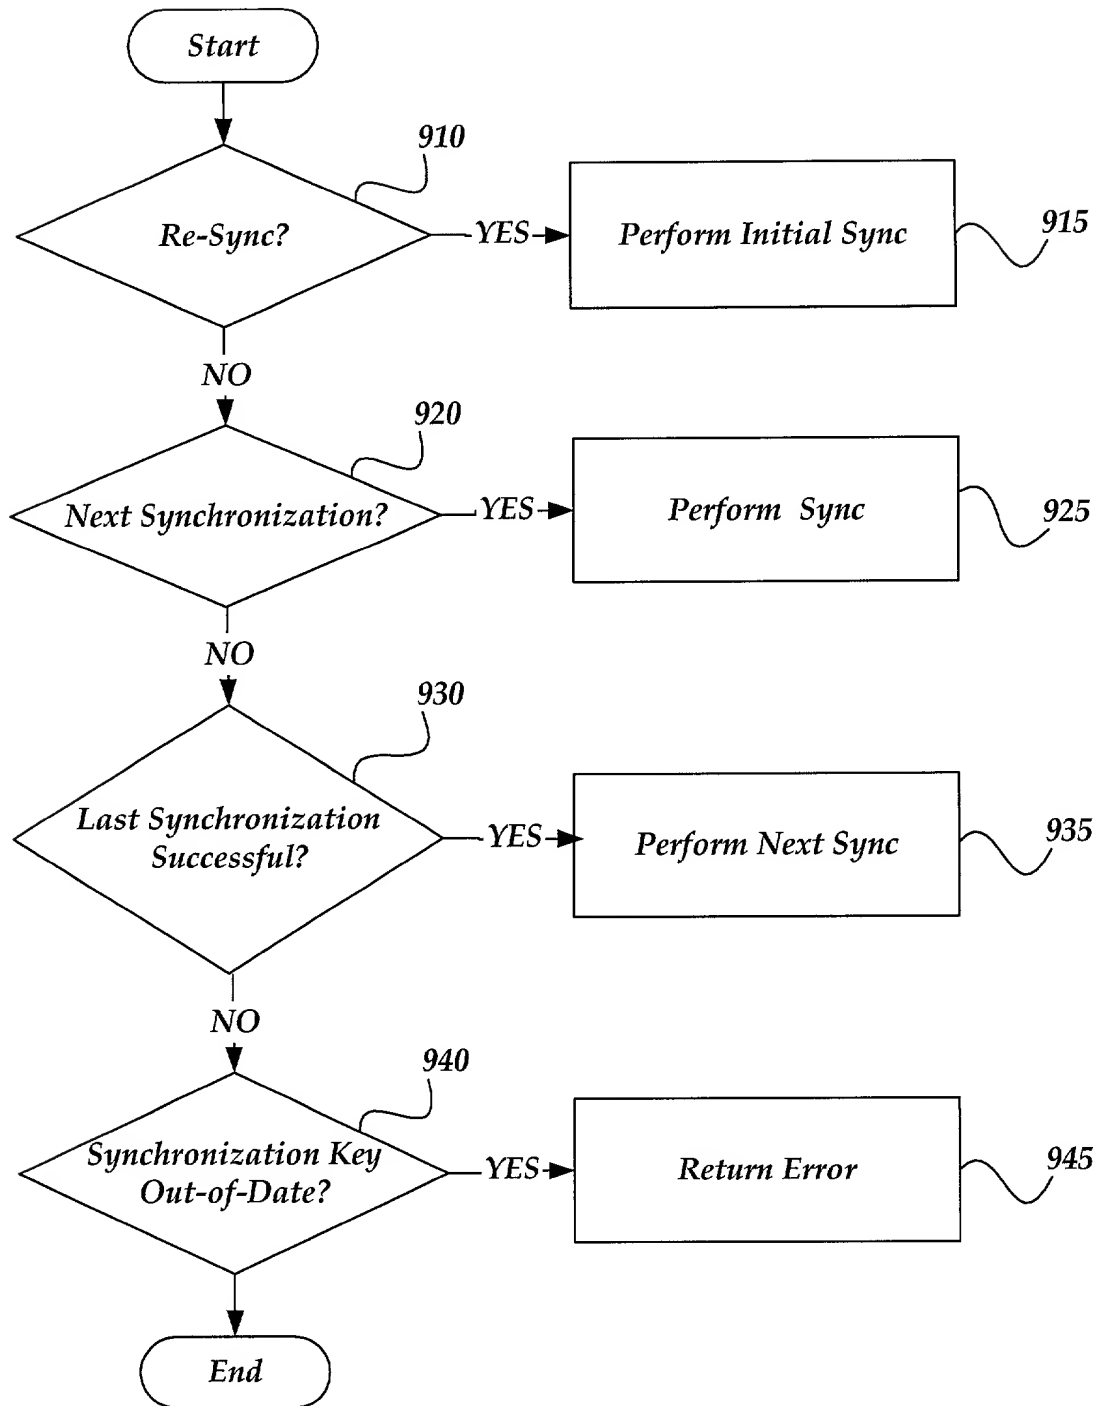 Start
910
Re-Sync?
YES
Perform Initial Sync
915
NO
920
Next Synchronization?
YES
Perform Sync
925
NO
930
Last Synchronization
Successful?
YES
Perform Next Sync
935
NO
940
Synchronization Key
Out-of-Date?
YES
Return Error
945
End